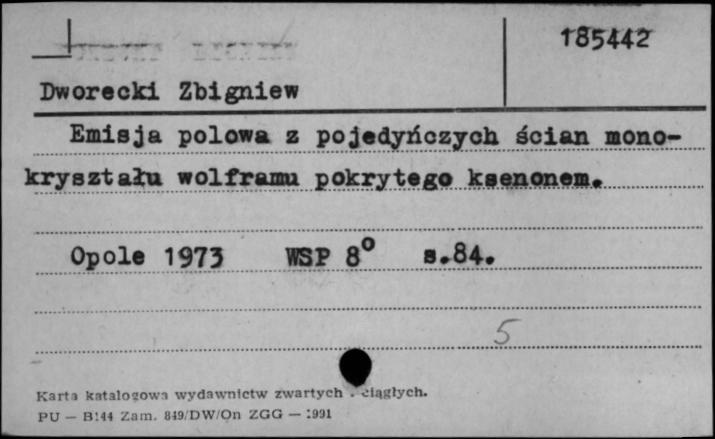 185442
Dworecki Zbigniew
Emisja polowa z pojedyńczych ścian mono-
kryształu wolframu pokrytego ksenonem.
Opole 1973 WSP 8° s.84.
5
Karta katalogowa wydawnictw zwartych ciągłych.
PU — B144 Zam. 849/DW/On ZGG — 1991